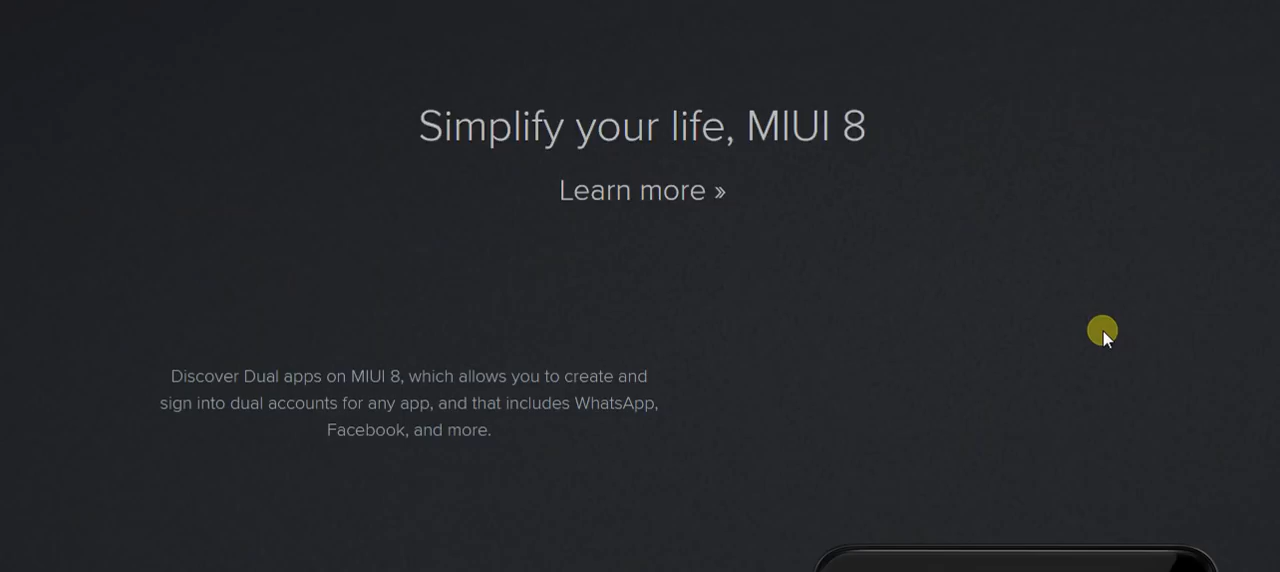 Simplify your life, MIUI 8
Learn more »
Discover Dual apps on MIUI 8, which allows you to create and
sign into dual accounts for any app, and that includes WhatsApp,
Facebook, and more.